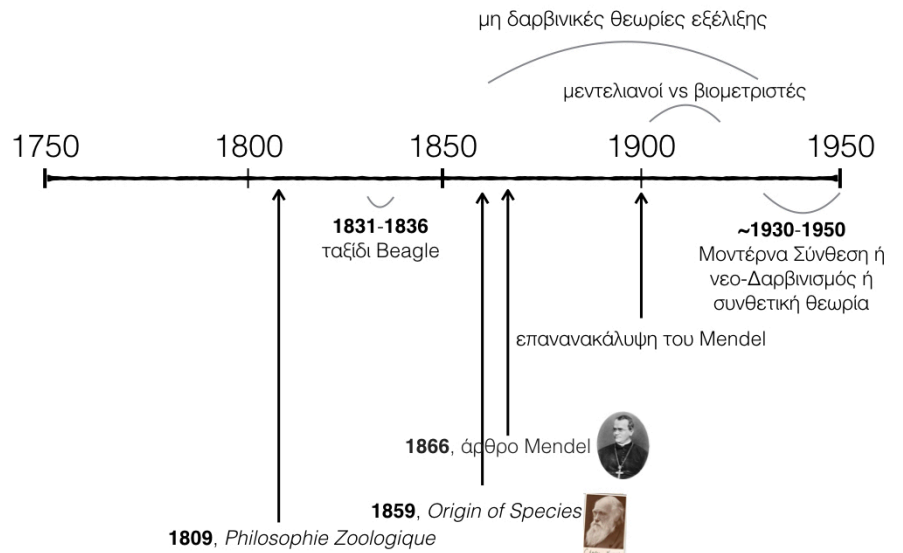 μη δαρβινικές θεωρίες εξέλιξης
μεντελιανοί vs βιομετριστές
1750
1800
1850
1900
1950
1831-1836
ταξίδι Beagle
~1930-1950
Μοντέρνα Σύνθεση ή
νεο-Δαρβινισμός ή
συνθετική θεωρία
επανανακάλυψη του Mendel
1866, άρθρο Mendel
1859, Origin of Species
1809, Philosophie Zoologique